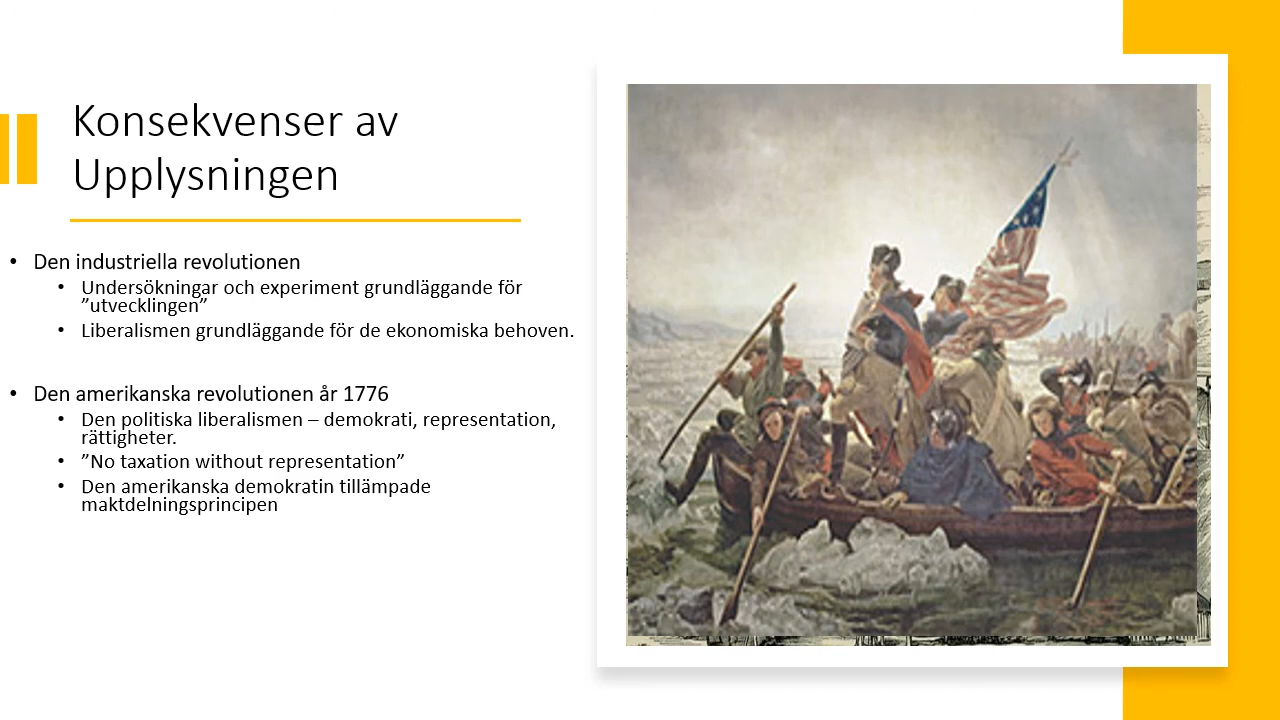 Konsekvenser av
Upplysningen
• Den industriella revolutionen
• Undersökningar och experiment grundläggande för
”utvecklingen”
• Liberalismen grundläggande för de ekonomiska behoven.
• Den amerikanska revolutionen år 1776
• Den politiska liberalismen – demokrati, representation,
rättigheter.
• ”No taxation without representation”
• Den amerikanska demokratin tillämpade
maktdelningsprincipen